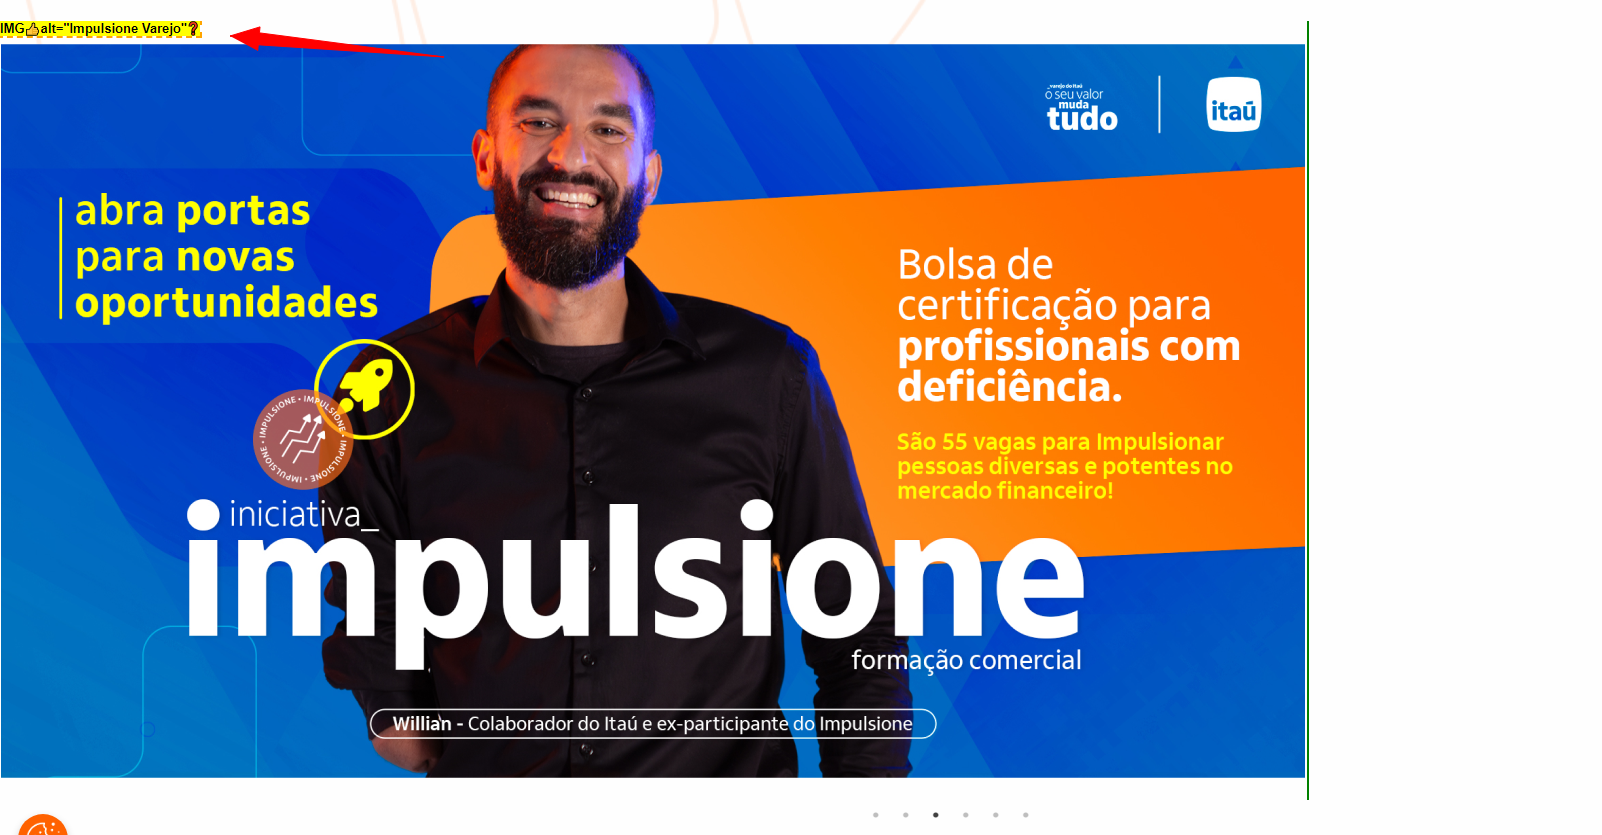 IMG👍alt="Impulsione Varejo"❓
_varejo do Itaú
o seu valor
muda
tudo
itaú
abra portas
para novas
oportunidades
Bolsa de
certificação para
profissionais com
deficiência.
São 55 vagas para Impulsionar
pessoas diversas e potentes no
mercado financeiro!
IMPULSIONE • IMPULSIONE • IMPULSIONE • IMPULSIONE •
iniciativa_
impulsione
formação comercial
Willian - Colaborador do Itaú e ex-participante do Impulsione